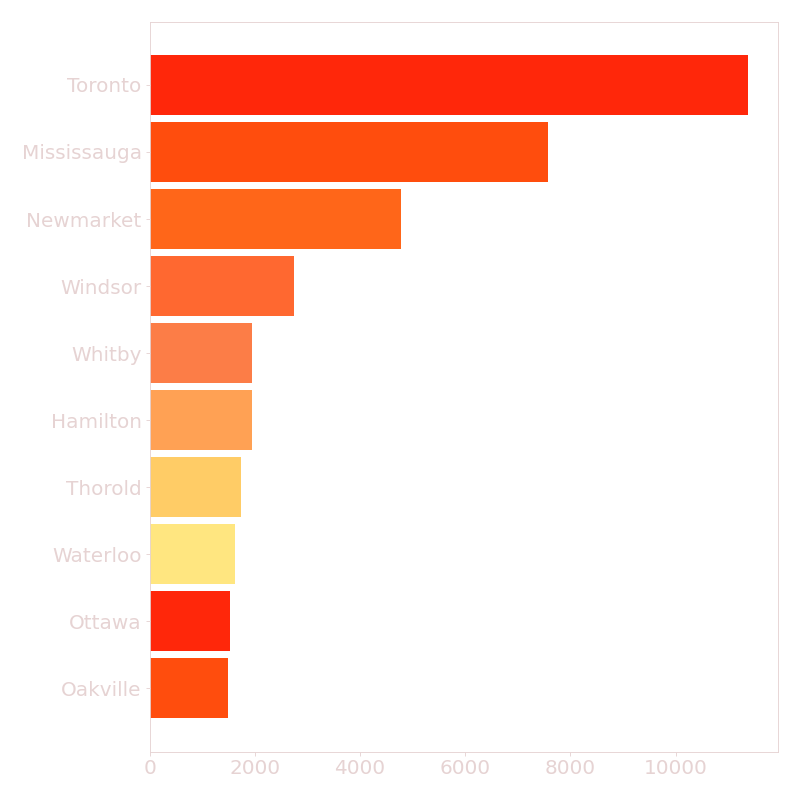 Toronto
Mississauga
Newmarket
Windsor
Whitby
Hamilton
Thorold
Waterloo
Ottawa
Oakville
0 2000 4000 6000 8000 10000